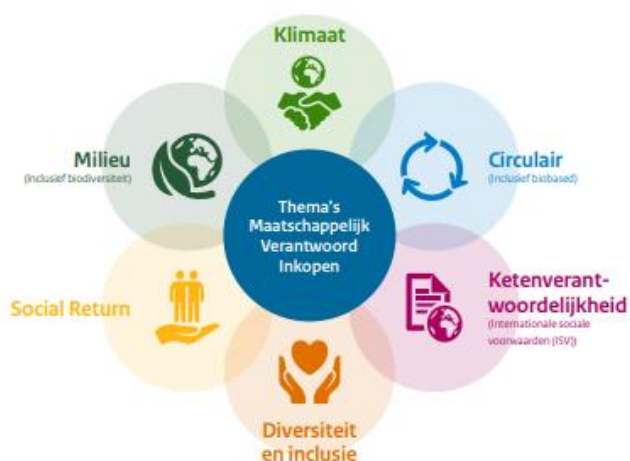 Klimaat
Milieu
(Inclusief biodiversiteit)
Circulair
(Inclusief biobased)
Thema's
Maatschappelijk
Verantwoord
Inkopen
Social Return
Ketenverant-
woordelijkheid
(Internationale sociale
voorwaarden (ISV))
Diversiteit
en inclusie